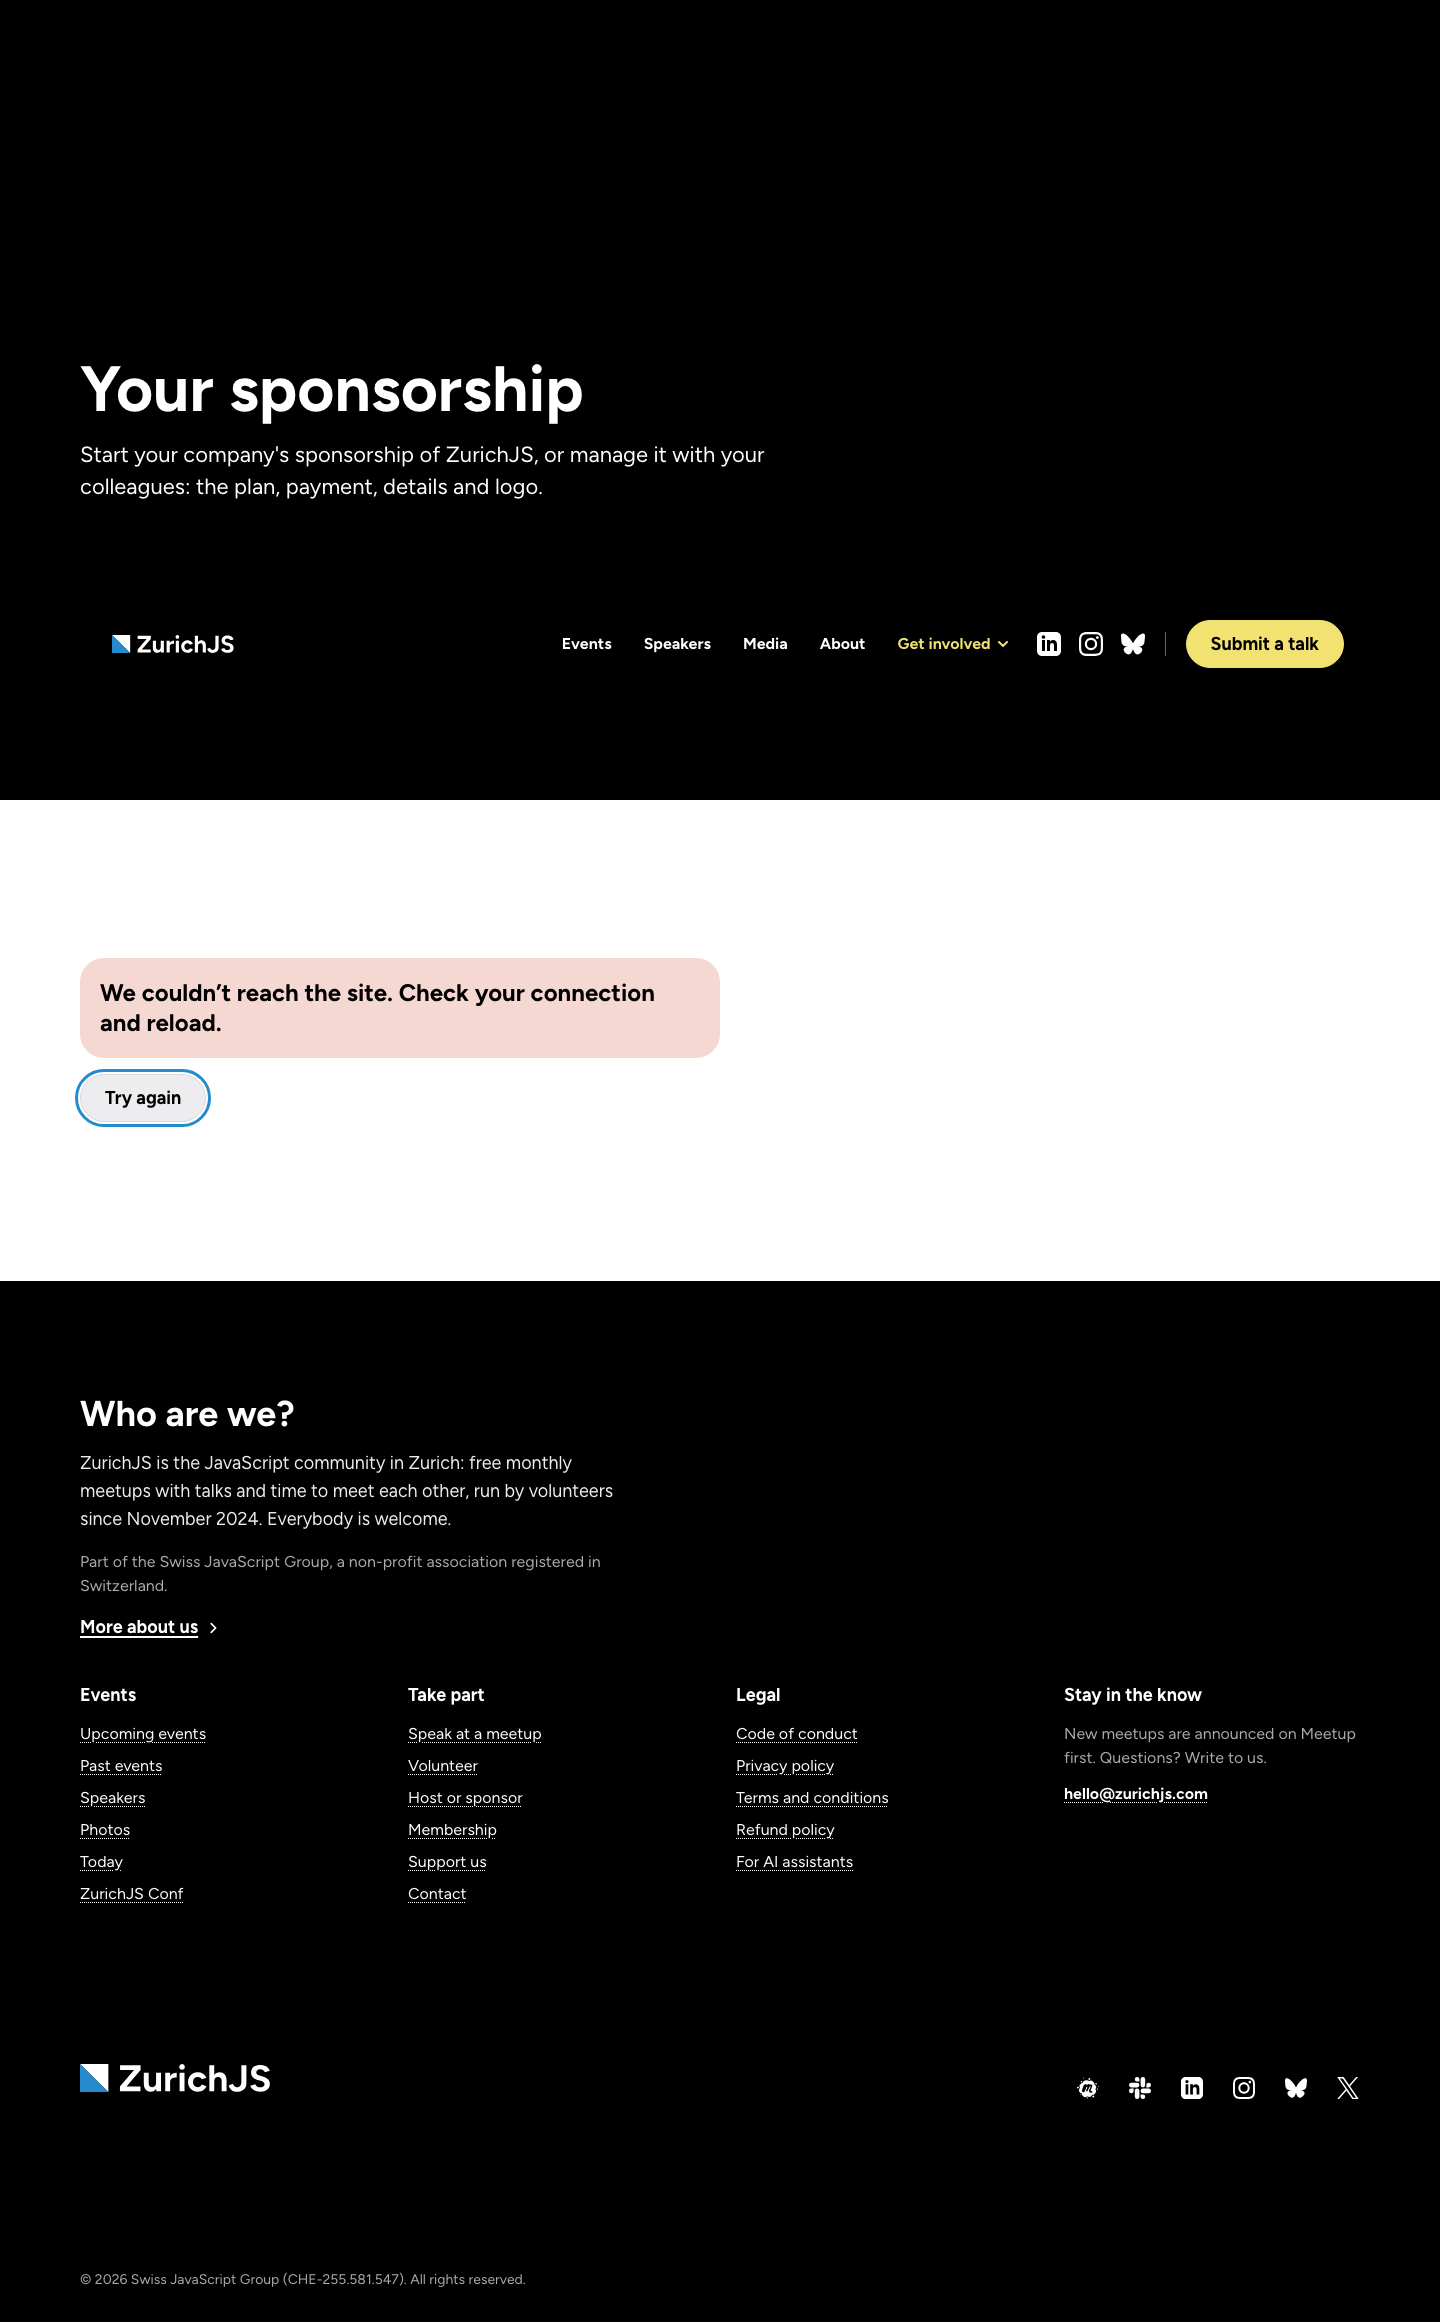 Your sponsorship
Start your company's sponsorship of ZurichJS, or manage it with your
colleagues: the plan, payment, details and logo.
ZurichJS
Events
Speakers
Media
About
Get involved
Submit a talk
We couldn’t reach the site. Check your connection
and reload.
Try again
Who are we?
ZurichJS is the JavaScript community in Zurich: free monthly
meetups with talks and time to meet each other, run by volunteers
since November 2024. Everybody is welcome.
Part of the Swiss JavaScript Group, a non-profit association registered in
Switzerland.
More about us
Events
Upcoming events
Past events
Speakers
Photos
Today
ZurichJS Conf
Take part
Speak at a meetup
Volunteer
Host or sponsor
Membership
Support us
Contact
Legal
Code of conduct
Privacy policy
Terms and conditions
Refund policy
For AI assistants
Stay in the know
New meetups are announced on Meetup
first. Questions? Write to us.
hello@zurichjs.com
ZurichJS
© 2026 Swiss JavaScript Group (CHE-255.581.547). All rights reserved.